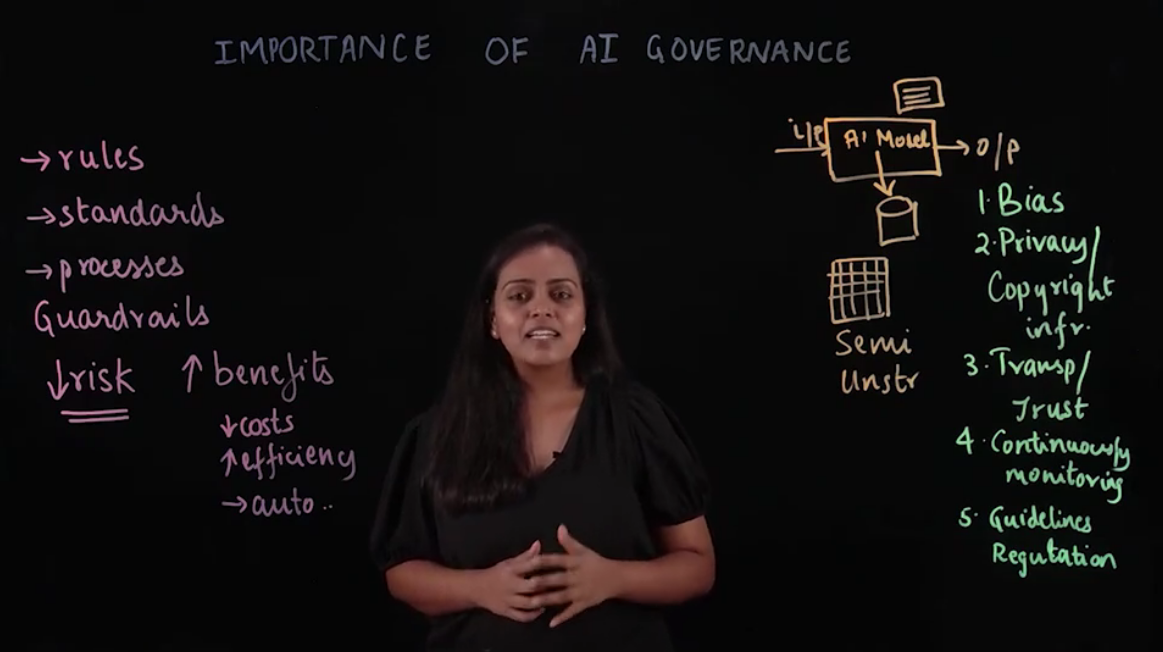 IMPORTANCE OF AI GOVERNANCE
→ rules
→ standards
→ processes
Guardrails
↓ risk ↑ benefits
↓ costs
↑ efficiency
→ auto..
i/p AI Model → O/P
Semi
Unstr
1. Bias
2. Privacy/
Copyright
infr.
3. Transp/
Trust
4. Continuously
monitoring
5. Guidelines
Regulation